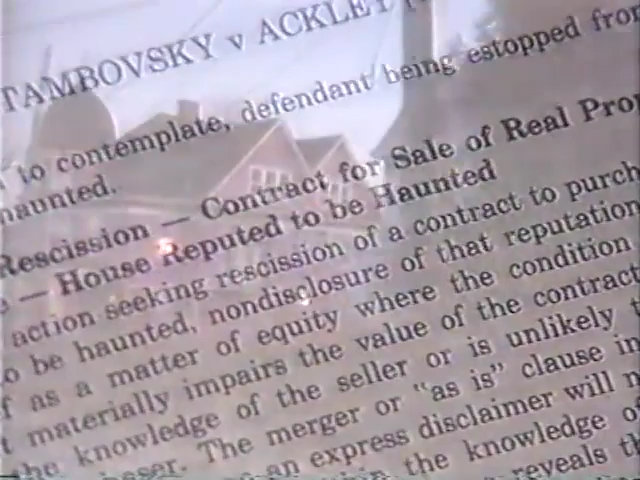 TAMBOVSKY v ACKLEY
to contemplate, defendant being estopped from
haunted.
Rescission — Contract for Sale of Real Prop
— House Reputed to be Haunted
action seeking rescission of a contract to purch
o be haunted, nondisclosure of that reputation
f as a matter of equity where the condition
t materially impairs the value of the contract
he knowledge of the seller or is unlikely t
aser. The merger or "as is" clause in
an express disclaimer will n
the knowledge of
reveals th